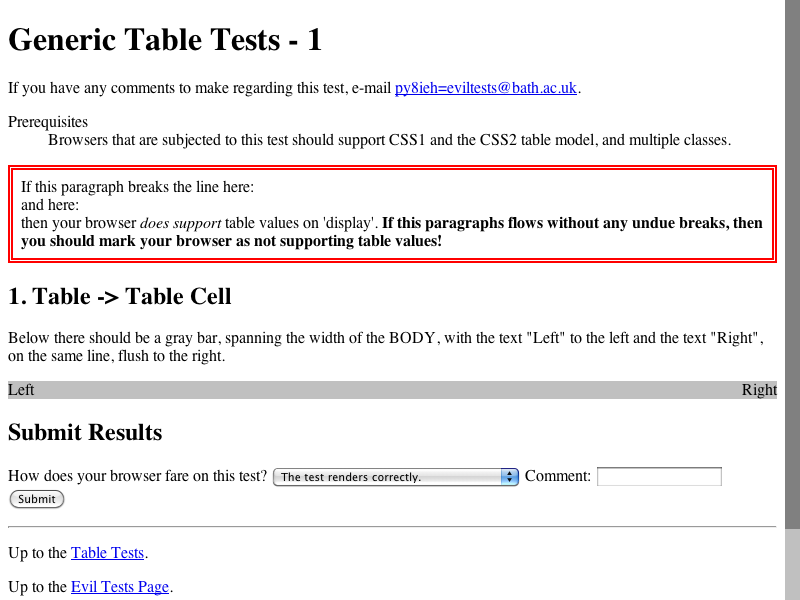 Generic Table Tests - 1
If you have any comments to make regarding this test, e-mail py8ieh=eviltests@bath.ac.uk.
Prerequisites
Browsers that are subjected to this test should support CSS1 and the CSS2 table model, and multiple classes.
If this paragraph breaks the line here:
and here:
then your browser does support table values on 'display'. If this paragraphs flows without any undue breaks, then
you should mark your browser as not supporting table values!
1. Table -> Table Cell
Below there should be a gray bar, spanning the width of the BODY, with the text "Left" to the left and the text "Right",
on the same line, flush to the right.
Left Right
Submit Results
How does your browser fare on this test? The test renders correctly. Comment:
Submit
Up to the Table Tests.
Up to the Evil Tests Page.